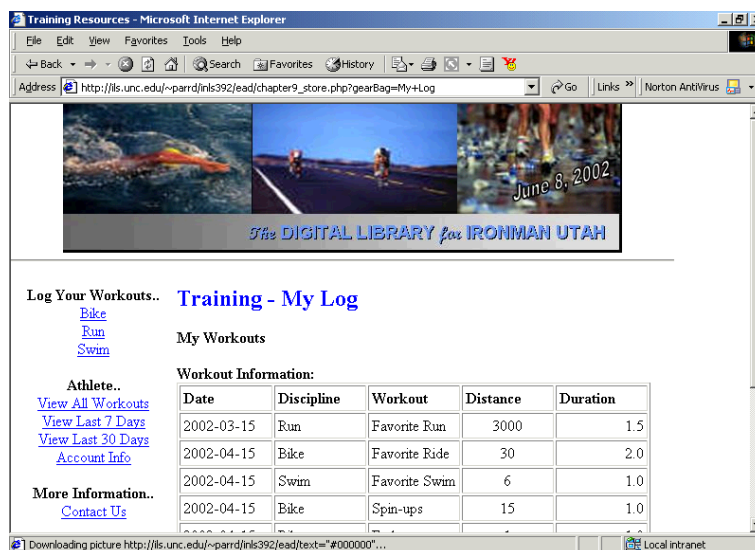 Training Resources - Microsoft Internet Explorer
File Edit View Favorites Tools Help
Back Search Favorites History
Address http://ils.unc.edu/~parrd/inls392/ead/chapter9_store.php?gearBag=My+Log Go Links » Norton AntiVirus
June 8, 2002
The DIGITAL LIBRARY for IRONMAN UTAH
Log Your Workouts..
Bike
Run
Swim
Athlete..
View All Workouts
View Last 7 Days
View Last 30 Days
Account Info
More Information..
Contact Us
Training - My Log
My Workouts
Workout Information:
Date Discipline Workout Distance Duration
2002-03-15 Run Favorite Run 3000 1.5
2002-04-15 Bike Favorite Ride 30 2.0
2002-04-15 Swim Favorite Swim 6 1.0
2002-04-15 Bike Spin-ups 15 1.0
Downloading picture http://ils.unc.edu/~parrd/inls392/ead/text="#000000"... Local intranet